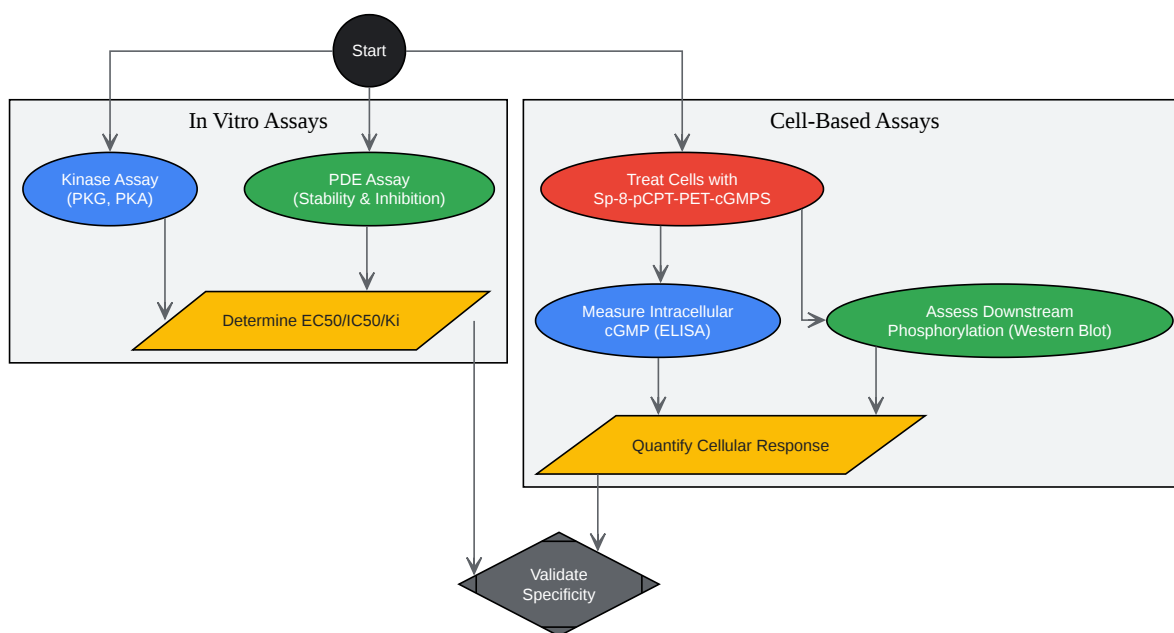 Start
In Vitro Assays
Cell-Based Assays
Kinase Assay
(PKG, PKA)
PDE Assay
(Stability & Inhibition)
Treat Cells with
Sp-8-pCPT-PET-cGMPS
Determine EC50/IC50/Ki
Measure Intracellular
cGMP (ELISA)
Assess Downstream
Phosphorylation (Western Blot)
Quantify Cellular Response
Validate
Specificity